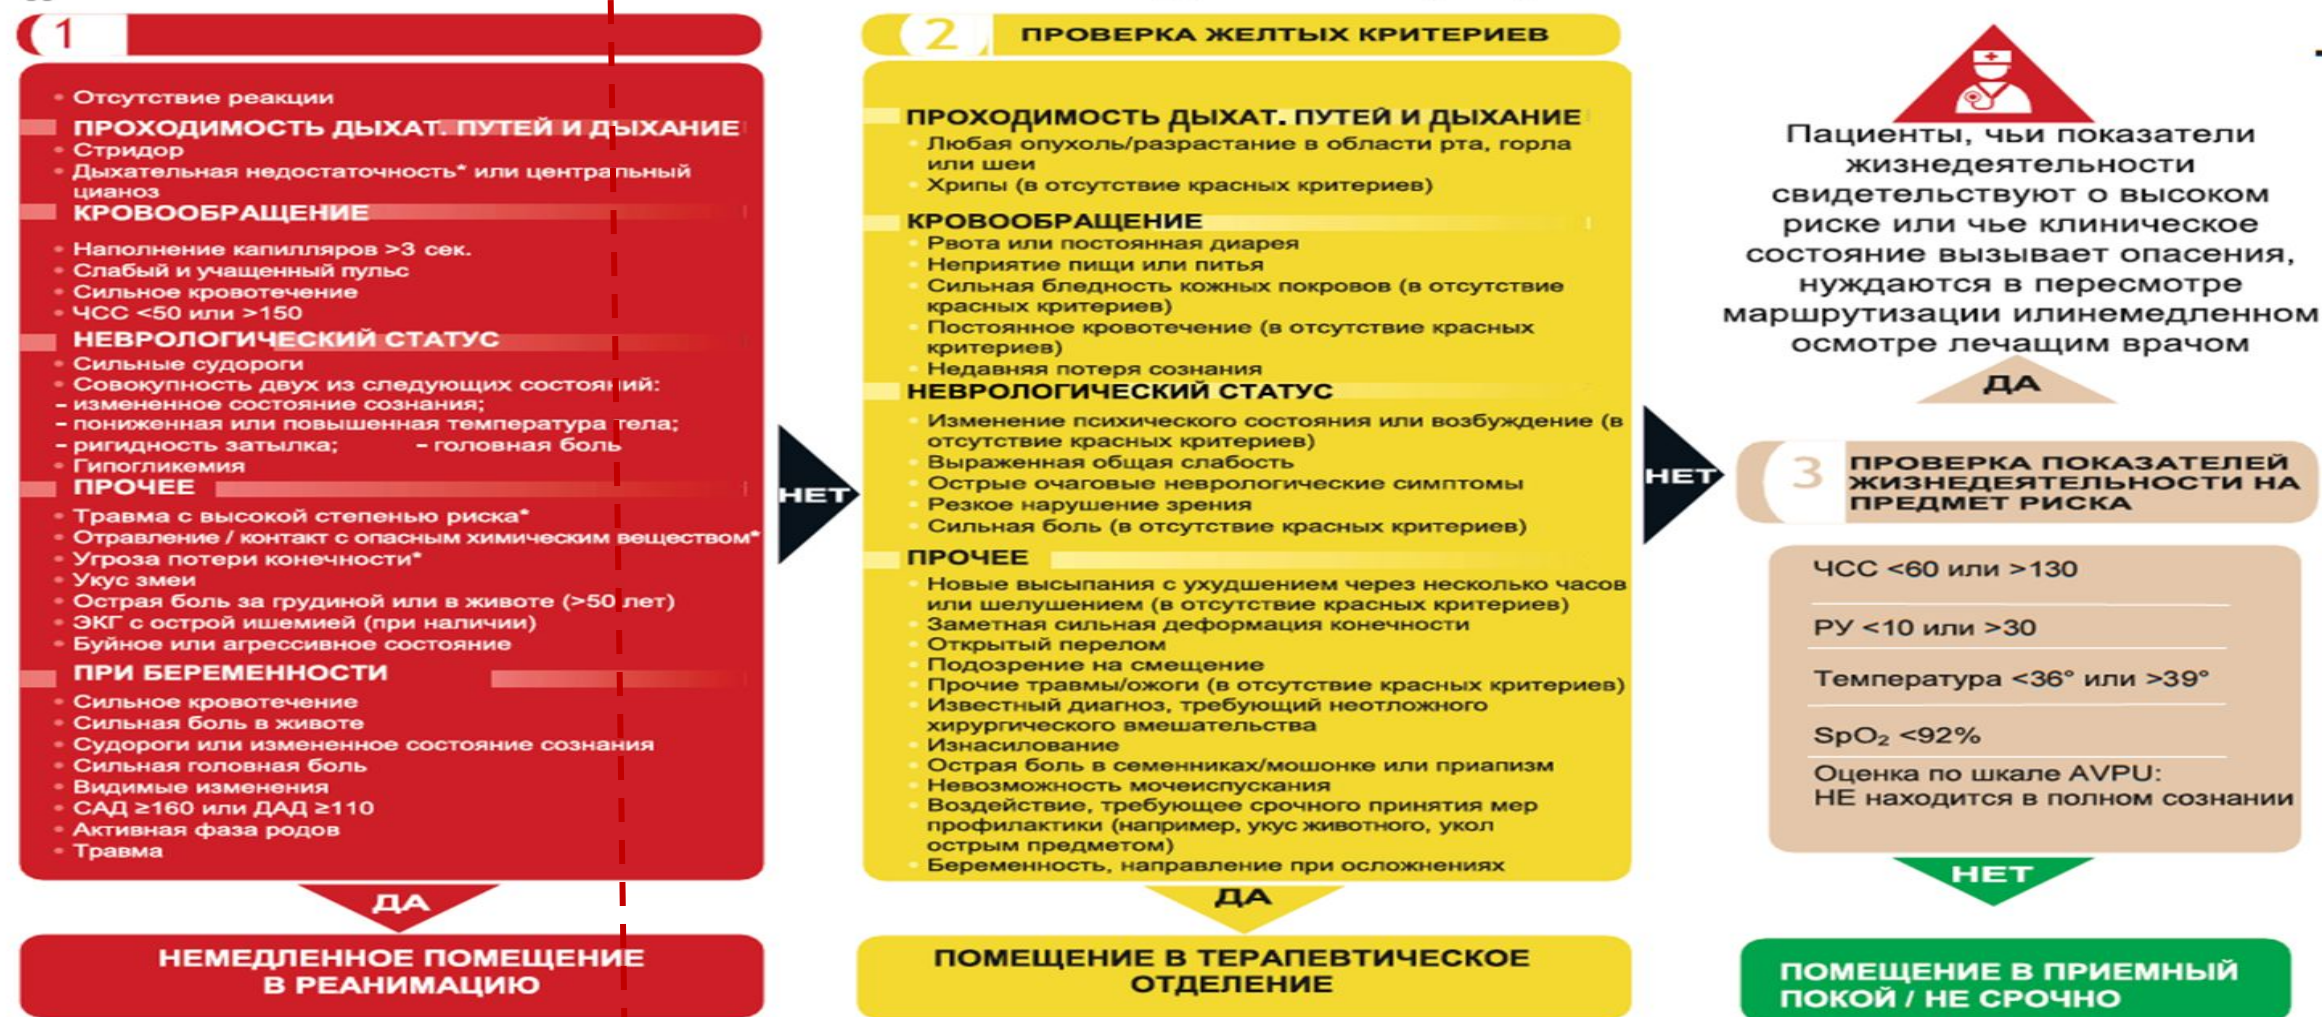 1
• Отсутствие реакции
ПРОХОДИМОСТЬ ДЫХАТ. ПУТЕЙ И ДЫХАНИЕ
• Стридор
• Дыхательная недостаточность* или центральный
цианоз
КРОВООБРАЩЕНИЕ
• Наполнение капилляров >3 сек.
• Слабый и учащенный пульс
• Сильное кровотечение
• ЧСС <50 или >150
НЕВРОЛОГИЧЕСКИЙ СТАТУС
• Сильные судороги
• Совокупность двух из следующих состояний:
– измененное состояние сознания;
– пониженная или повышенная температура тела;
– ригидность затылка; – головная боль
• Гипогликемия
ПРОЧЕЕ
• Травма с высокой степенью риска*
• Отравление / контакт с опасным химическим веществом*
• Угроза потери конечности*
• Укус змеи
• Острая боль за грудиной или в животе (>50 лет)
• ЭКГ с острой ишемией (при наличии)
• Буйное или агрессивное состояние
ПРИ БЕРЕМЕННОСТИ
• Сильное кровотечение
• Сильная боль в животе
• Судороги или измененное состояние сознания
• Сильная головная боль
• Видимые изменения
• САД ≥160 или ДАД ≥110
• Активная фаза родов
• Травма
ДА
НЕМЕДЛЕННОЕ ПОМЕЩЕНИЕ
В РЕАНИМАЦИЮ
НЕТ
2 ПРОВЕРКА ЖЕЛТЫХ КРИТЕРИЕВ
ПРОХОДИМОСТЬ ДЫХАТ. ПУТЕЙ И ДЫХАНИЕ
• Любая опухоль/разрастание в области рта, горла
или шеи
• Хрипы (в отсутствие красных критериев)
КРОВООБРАЩЕНИЕ
• Рвота или постоянная диарея
• Неприятие пищи или питья
• Сильная бледность кожных покровов (в отсутствие
красных критериев)
• Постоянное кровотечение (в отсутствие красных
критериев)
• Недавняя потеря сознания
НЕВРОЛОГИЧЕСКИЙ СТАТУС
• Изменение психического состояния или возбуждение (в
отсутствие красных критериев)
• Выраженная общая слабость
• Острые очаговые неврологические симптомы
• Резкое нарушение зрения
• Сильная боль (в отсутствие красных критериев)
ПРОЧЕЕ
• Новые высыпания с ухудшением через несколько часов
или шелушением (в отсутствие красных критериев)
• Заметная сильная деформация конечности
• Открытый перелом
• Подозрение на смещение
• Прочие травмы/ожоги (в отсутствие красных критериев)
• Известный диагноз, требующий неотложного
хирургического вмешательства
• Изнасилование
• Острая боль в семенниках/мошонке или приапизм
• Невозможность мочеиспускания
• Воздействие, требующее срочного принятия мер
профилактики (например, укус животного, укол
острым предметом)
• Беременность, направление при осложнениях
ДА
ПОМЕЩЕНИЕ В ТЕРАПЕВТИЧЕСКОЕ
ОТДЕЛЕНИЕ
НЕТ
Пациенты, чьи показатели
жизнедеятельности
свидетельствуют о высоком
риске или чье клиническое
состояние вызывает опасения,
нуждаются в пересмотре
маршрутизации илинемедленном
осмотре лечащим врачом
ДА
3 ПРОВЕРКА ПОКАЗАТЕЛЕЙ
ЖИЗНЕДЕЯТЕЛЬНОСТИ НА
ПРЕДМЕТ РИСКА
ЧСС <60 или >130
РУ <10 или >30
Температура <36° или >39°
SpO₂ <92%
Оценка по шкале AVPU:
НЕ находится в полном сознании
НЕТ
ПОМЕЩЕНИЕ В ПРИЕМНЫЙ
ПОКОЙ / НЕ СРОЧНО